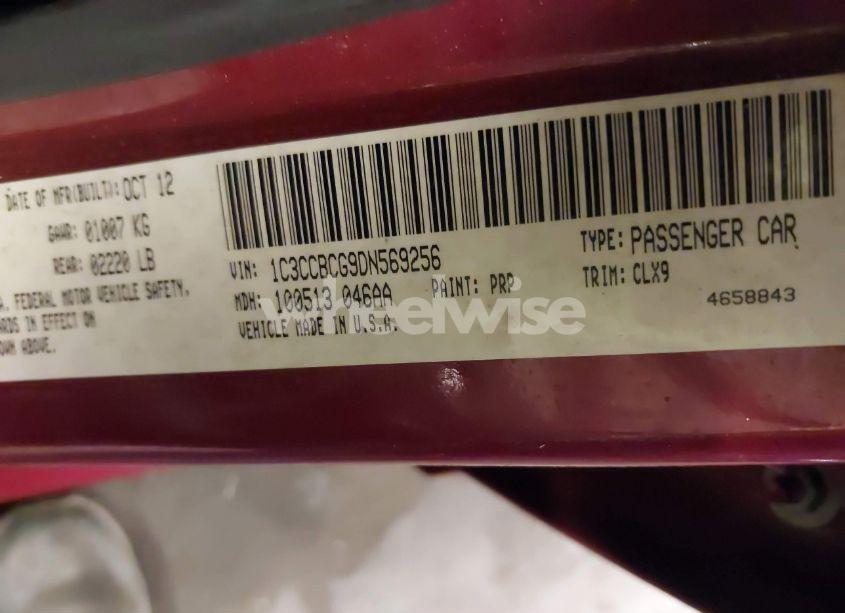 DATE OF MFR(BUILT): OCT 12
GAWR: 01007 KG
REAR: 02220 LB
A. FEDERAL MOTOR VEHICLE SAFETY,
ARDS IN EFFECT ON
OWN ABOVE.
VIN: 1C3CCBCG9DN569256
MDH: 100513 046AA PAINT: PRP
VEHICLE MADE IN U.S.A.
TYPE: PASSENGER CAR
TRIM: CLX9
4658843
wheelwise